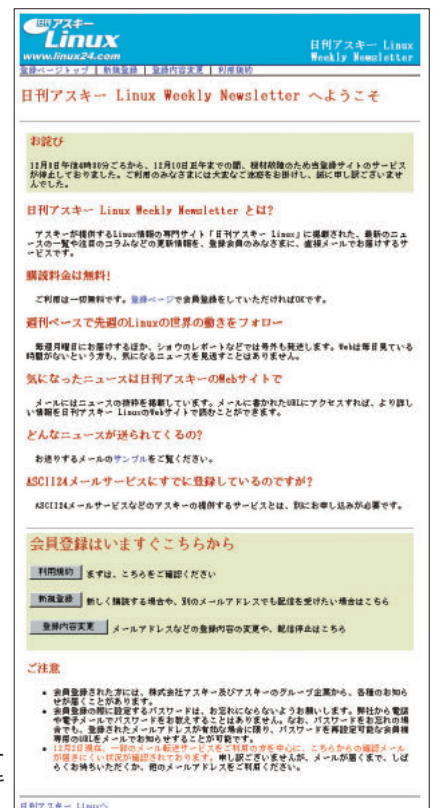 日刊アスキー
Linux
www.linux24.com
日刊アスキー Linux
Weekly Newsletter
登録ページトップ | 新規登録 | 登録内容変更 | 利用規約
日刊アスキー Linux Weekly Newsletter へようこそ
お詫び
12月8日午後4時30分ごろから、12月10日正午までの間、機材故障のため当登録サイトのサービス
が停止しておりました。ご利用のみなさまには大変なご迷惑をお掛けし、誠に申し訳ございませ
んでした。
日刊アスキー Linux Weekly Newsletter とは?
アスキーが提供するLinux情報の専門サイト「日刊アスキー Linux」に掲載された、最新のニュ
ースの一覧や注目のコラムなどの更新情報を、登録会員のみなさまに、直接メールでお届けするサ
ービスです。
購読料金は無料!
ご利用は一切無料です。登録ページで会員登録をしていただければOKです。
週刊ペースで先週のLinuxの世界の動きをフォロー
毎週月曜日にお届けするほか、ショウのレポートなどでは号外も発送します。Webは毎日見ている
時間がないという方も、気になるニュースを見逃すことはありません。
気になったニュースは日刊アスキーのWebサイトで
メールにはニュースの抜粋を掲載しています。メールに書かれたURLにアクセスすれば、より詳し
い情報を日刊アスキー LinuxのWebサイトで読むことができます。
どんなニュースが送られてくるの?
お送りするメールのサンプルをご覧ください。
ASCII24メールサービスにすでに登録しているのですが?
ASCII24メールサービスなどのアスキーの提供するサービスとは、別にお申し込みが必要です。
会員登録はいますぐこちらから
利用規約 まずは、こちらをご確認ください
新規登録 新しく購読する場合や、別のメールアドレスでも配信を受けたい場合はこちら
登録内容変更 メールアドレスなどの登録内容の変更や、配信停止はこちら
ご注意
会員登録された方には、株式会社アスキー及びアスキーのグループ企業から、各種のお知ら
せが届くことがあります。
会員登録の際に設定するパスワードは、お忘れにならないようお願いします。弊社から電話
や電子メールでパスワードをお教えすることはありません。なお、パスワードをお忘れの場
合でも、登録されたメールアドレスが有効な場合に限り、パスワードを再設定可能な会員様
専用のURLをメールでお知らせすることが可能です。
12月2日現在、一部のメール転送サービスをご利用の方を中心に、こちらからの確認メール
が届きにくい状況が確認されております。申し訳ございませんが、メールが届くまで、しば
らくお待ちいただくか、他のメールアドレスをご利用ください。
日刊アスキー Linuxへ